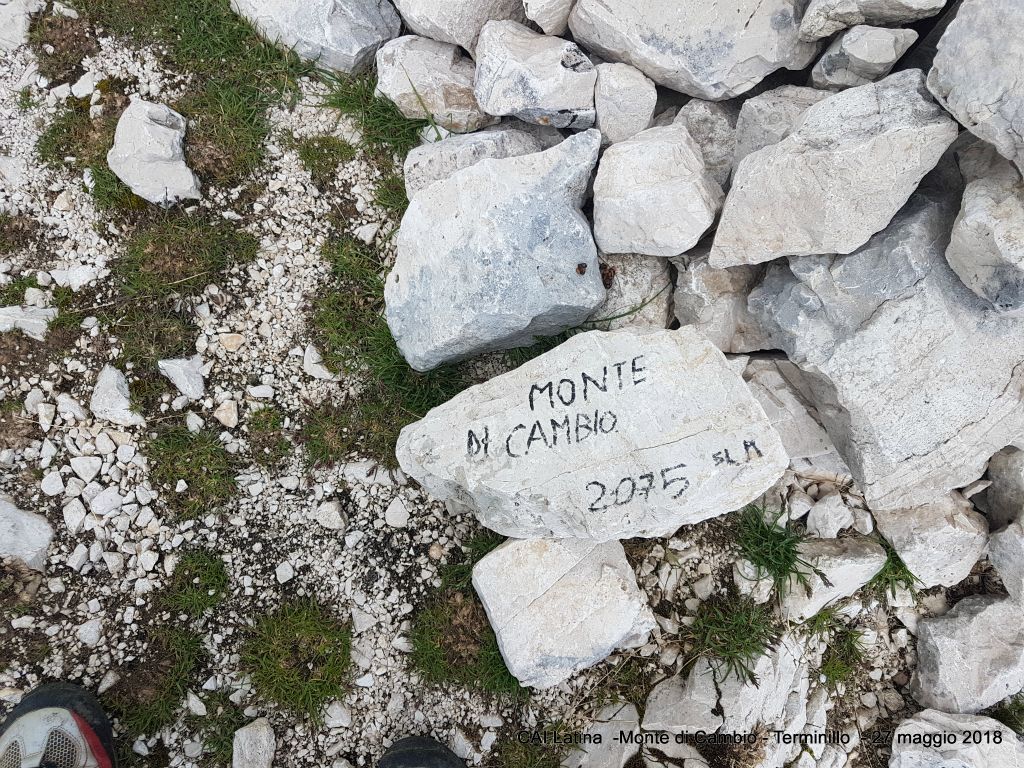 MONTE
DI CAMBIO
2075 SLM
CAI Latina -Monte di Cambio - Terminillo - 27 maggio 2018